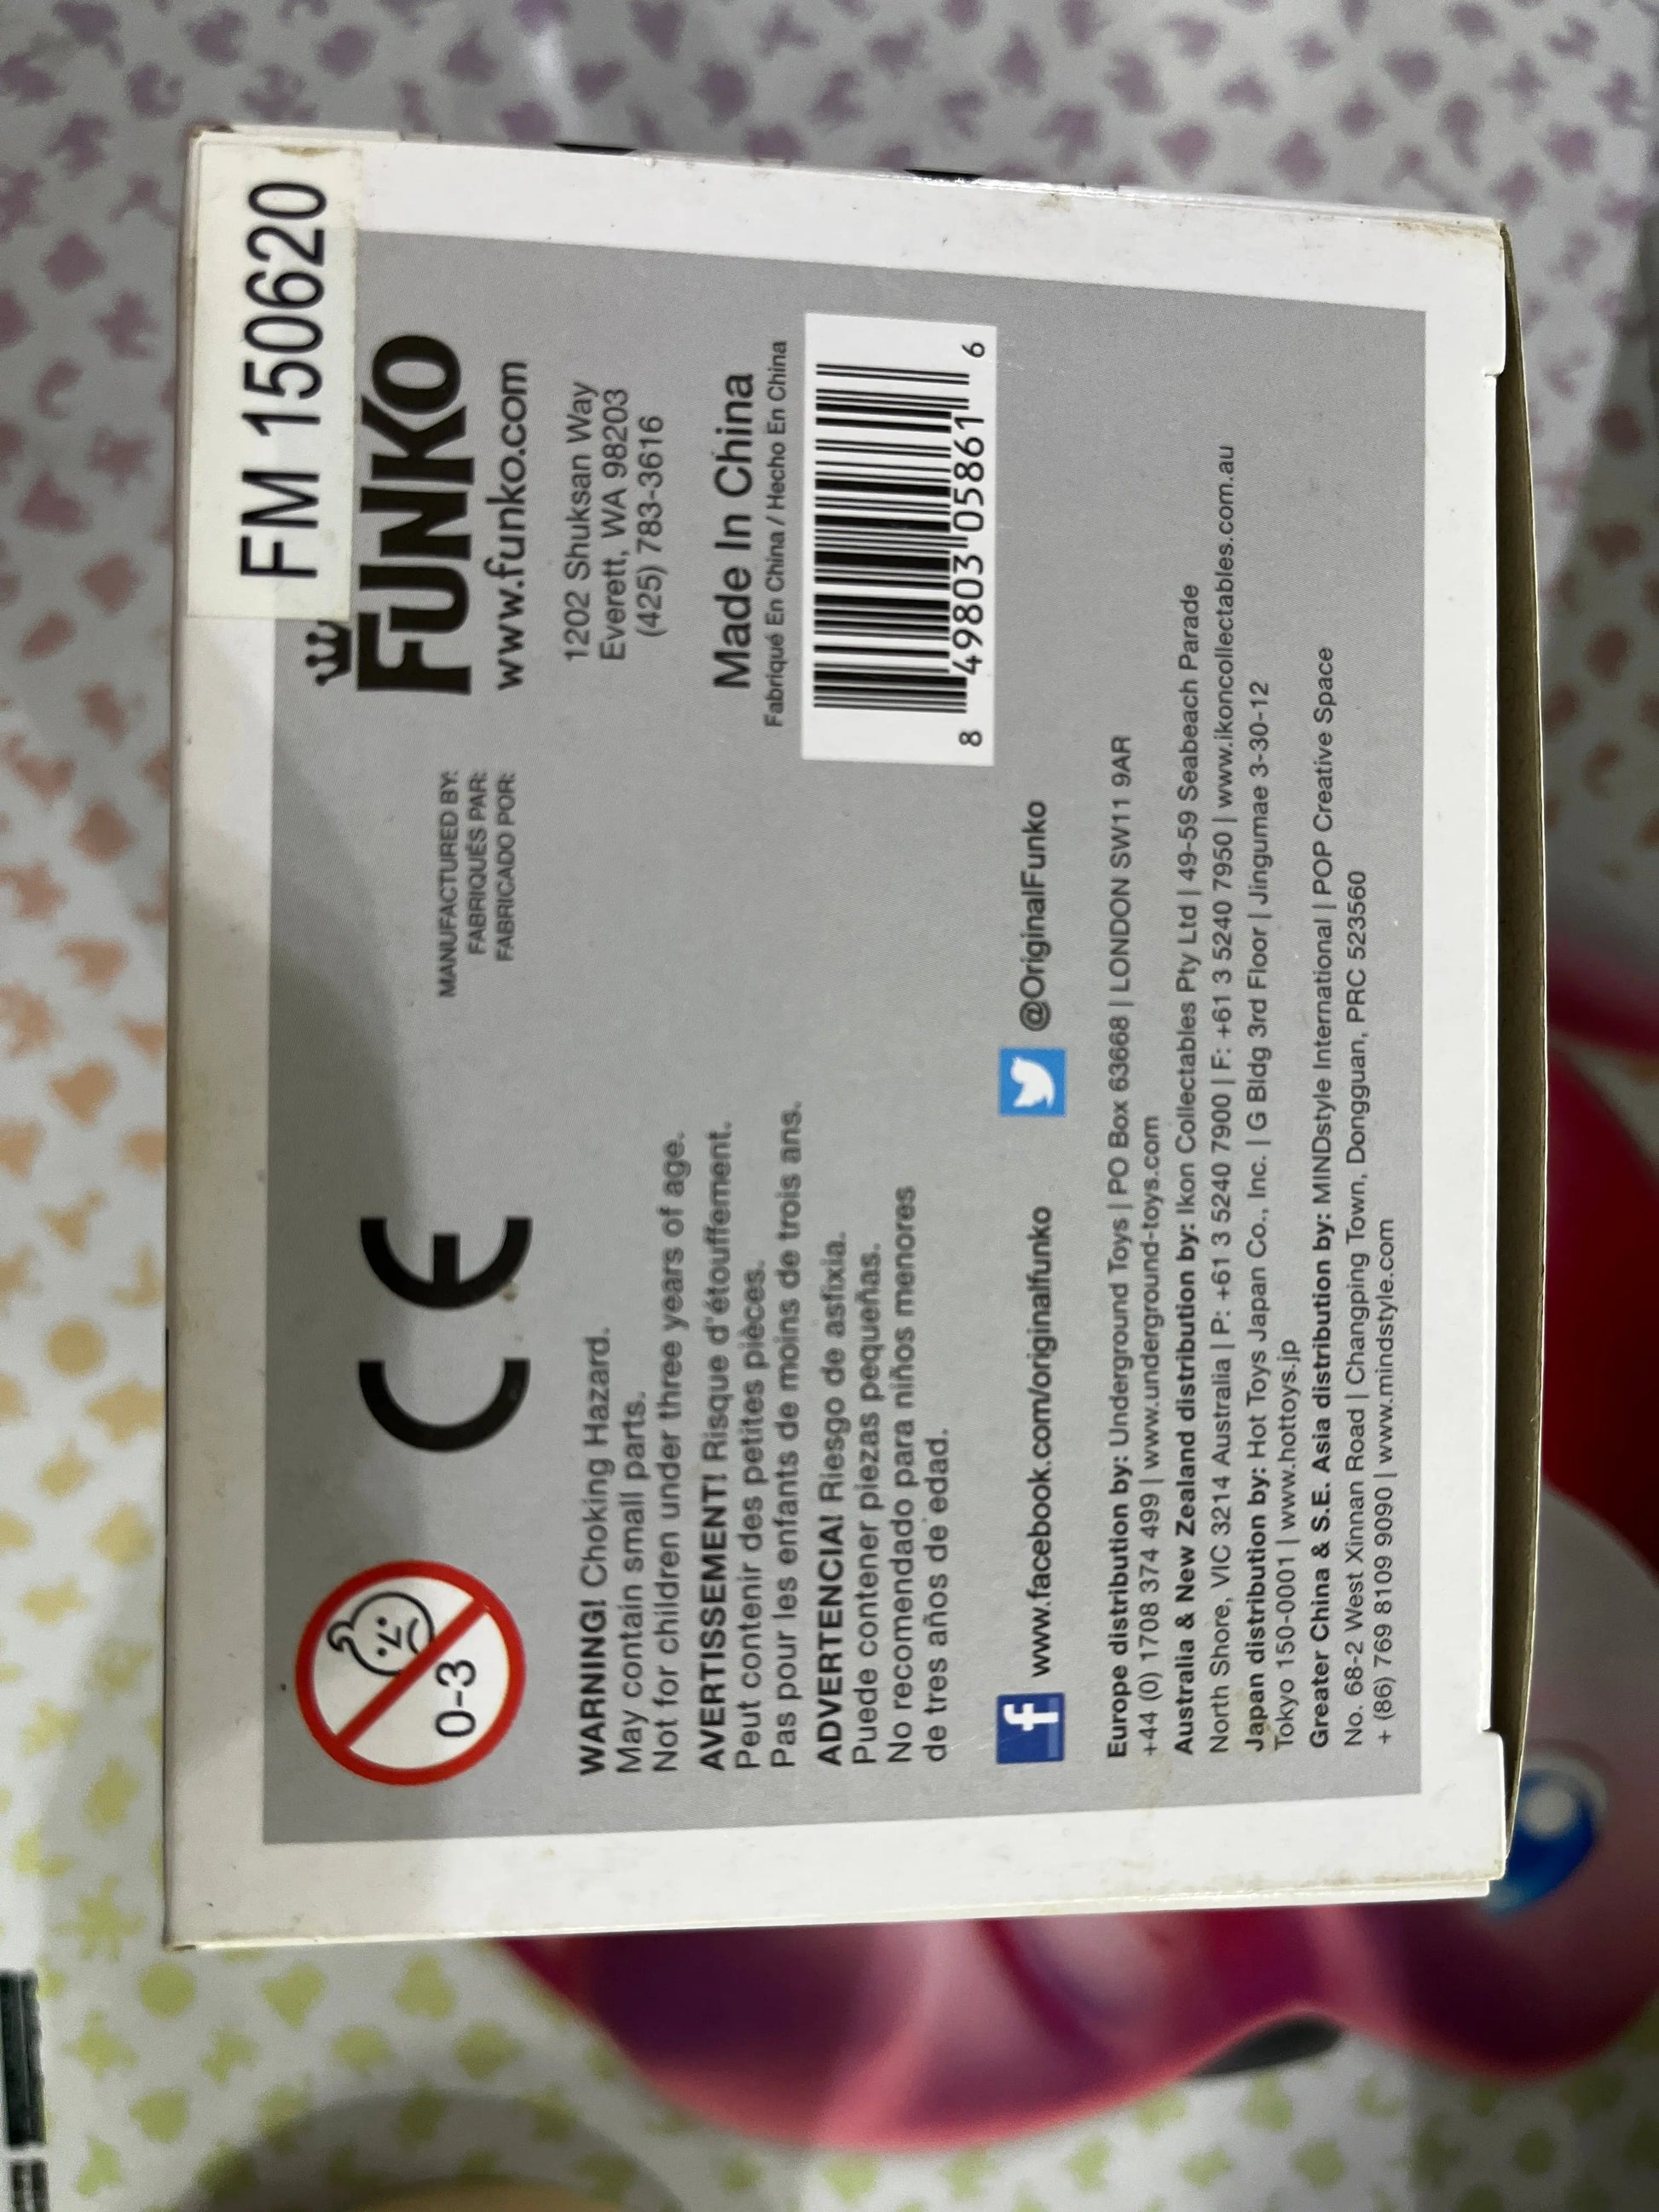 FM 150620
MANUFACTURED BY:
FABRIQUÉS PAR:
FABRICADO POR:
FUNKO
www.funko.com
1202 Shuksan Way
Everett, WA 98203
(425) 783-3616
Made In China
Fabriqué En China / Hecho En China
8 49803 05861 6
CE
0-3
WARNING! Choking Hazard.
May contain small parts.
Not for children under three years of age.
AVERTISSEMENT! Risque d'étouffement.
Peut contenir des petites pièces.
Pas pour les enfants de moins de trois ans.
ADVERTENCIA! Riesgo de asfixia.
Puede contener piezas pequeñas.
No recomendado para niños menores
de tres años de edad.
f www.facebook.com/originalfunko
@OriginalFunko
Europe distribution by: Underground Toys | PO Box 63668 | LONDON SW11 9AR
+44 (0) 1708 374 499 | www.underground-toys.com
Australia & New Zealand distribution by: Ikon Collectables Pty Ltd | 49-59 Seabeach Parade
North Shore, VIC 3214 Australia | P: +61 3 5240 7900 | F: +61 3 5240 7950 | www.ikoncollectables.com.au
Japan distribution by: Hot Toys Japan Co., Inc. | G Bldg 3rd Floor | Jingumae 3-30-12
Tokyo 150-0001 | www.hottoys.jp
Greater China & S.E. Asia distribution by: MINDstyle International | POP Creative Space
No. 68-2 West Xinnan Road | Changping Town, Dongguan, PRC 523560
+ (86) 769 8109 9090 | www.mindstyle.com